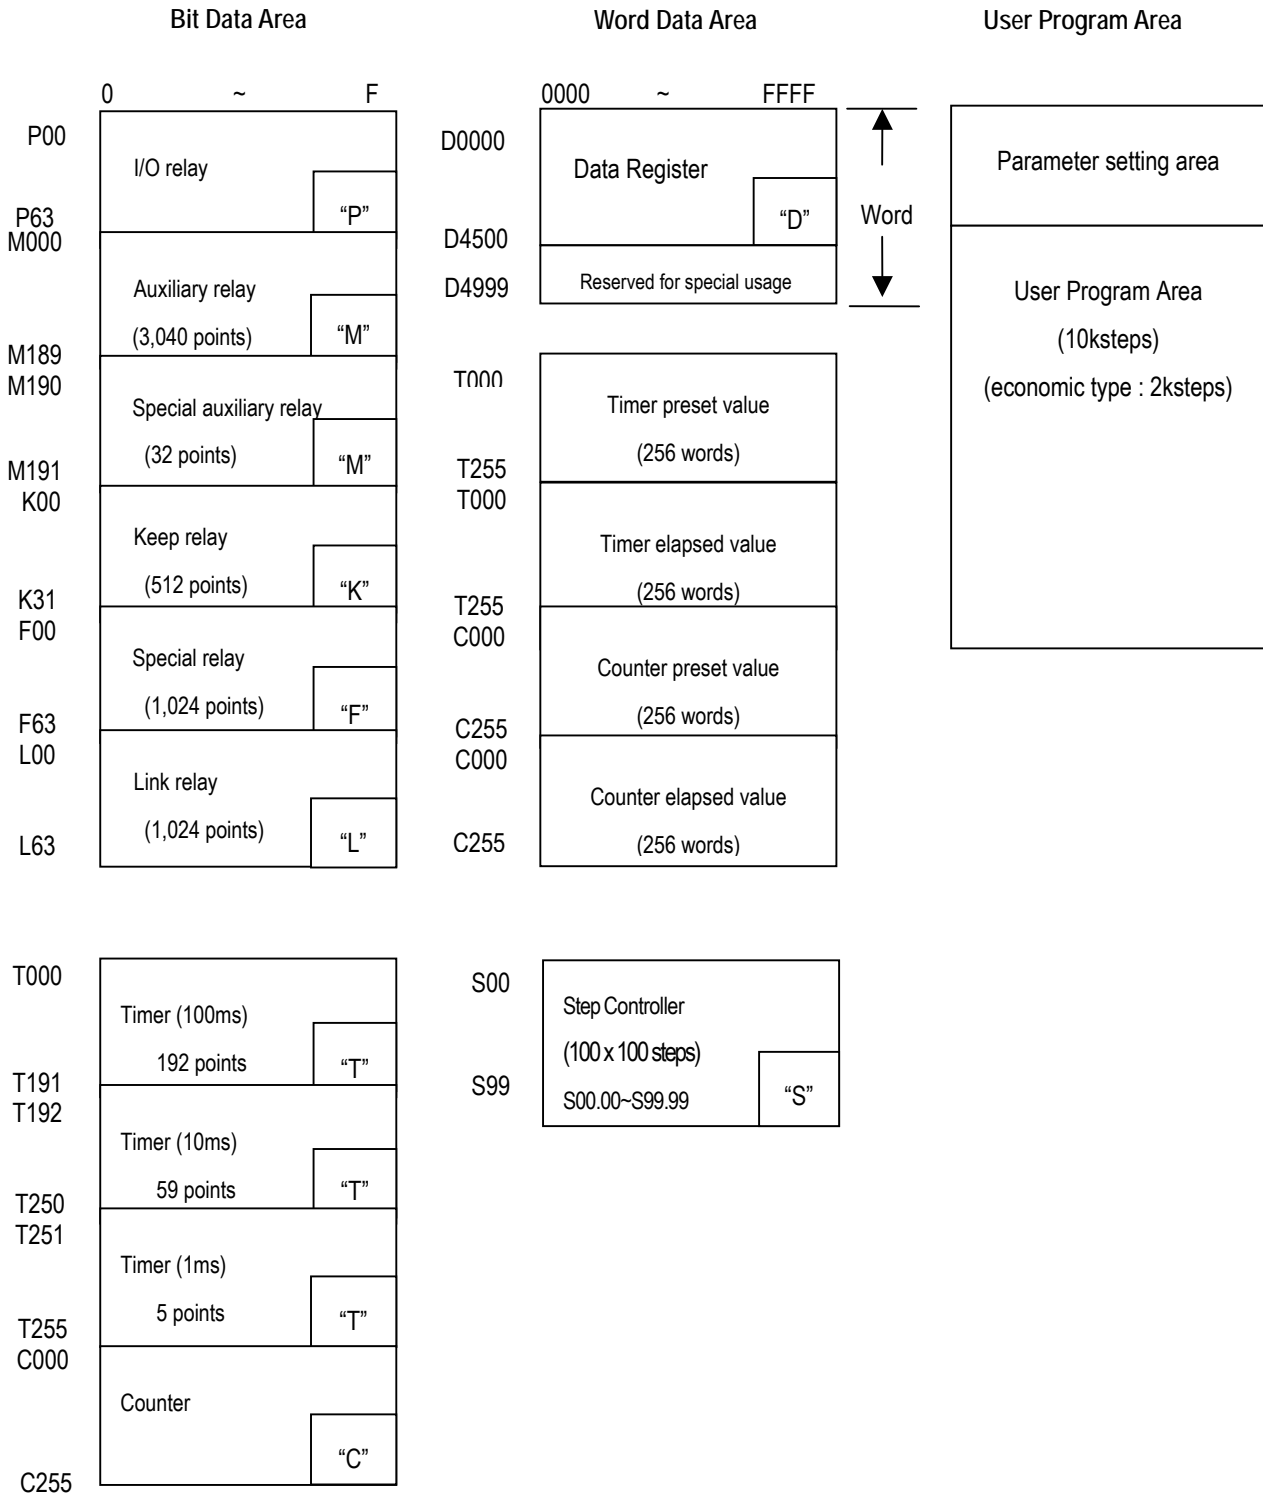 Bit Data Area
Word Data Area
User Program Area
0 ~ F
P00
I/O relay
“P”
P63
M000
Auxiliary relay
(3,040 points)
“M”
M189
M190
Special auxiliary relay
(32 points)
“M”
M191
K00
Keep relay
(512 points)
“K”
K31
F00
Special relay
(1,024 points)
“F”
F63
L00
Link relay
(1,024 points)
“L”
L63
0000 ~ FFFF
D0000
Data Register
“D”
D4500
Reserved for special usage
D4999
Word
T000
Timer preset value
(256 words)
T255
T000
Timer elapsed value
(256 words)
T255
C000
Counter preset value
(256 words)
C255
C000
Counter elapsed value
(256 words)
C255
Parameter setting area
User Program Area
(10ksteps)
(economic type : 2ksteps)
T000
Timer (100ms)
192 points
“T”
T191
T192
Timer (10ms)
59 points
“T”
T250
T251
Timer (1ms)
5 points
“T”
T255
C000
Counter
“C”
C255
S00
Step Controller
(100 x 100 steps)
S00.00~S99.99
“S”
S99